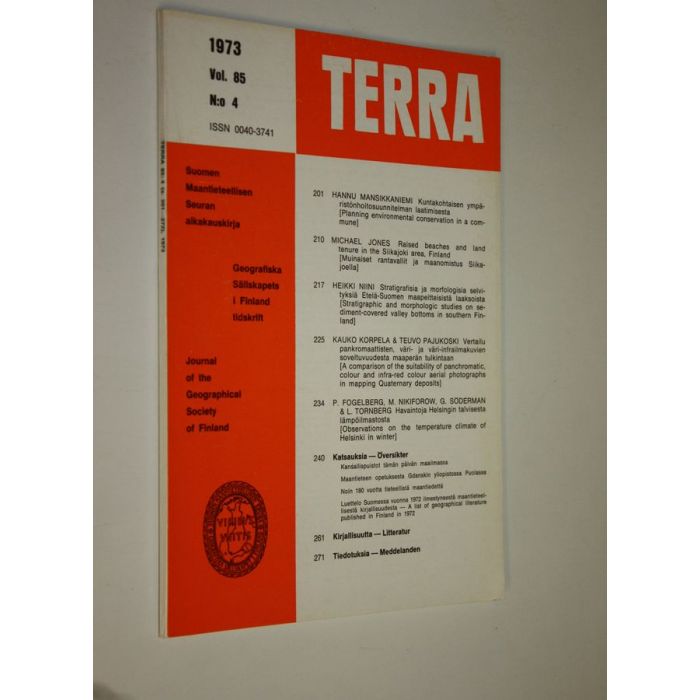 1973
Vol. 85
N:o 4
ISSN 0040-3741
TERRA
Suomen
Maantieteellisen
Seuran
aikakauskirja
Geografiska
Sällskapets
i Finland
tidskrift
Journal
of the
Geographical
Society
of Finland
201 HANNU MANSIKKANIEMI Kuntakohtaisen ympä-
ristönhoitosuunnitelman laatimisesta
[Planning environmental conservation in a com-
mune]
210 MICHAEL JONES Raised beaches and land
tenure in the Siikajoki area, Finland
[Muinaiset rantavallit ja maanomistus Siika-
joella]
217 HEIKKI NIINI Stratigrafisia ja morfologisia selvi-
tyksiä Etelä-Suomen maapeitteisistä laaksoista
[Stratigraphic and morphologic studies on se-
diment-covered valley bottoms in southern Fin-
land]
225 KAUKO KORPELA & TEUVO PAJUKOSKI Vertailu
pankromaattisten, väri- ja väri-infrailmakuvien
soveltuvuudesta maaperän tulkintaan
[A comparison of the suitability of panchromatic,
colour and infra-red colour aerial photographs
in mapping Quaternary deposits]
234 P. FOGELBERG, M. NIKIFOROW, G. SÖDERMAN
& L. TORNBERG Havaintoja Helsingin talvisesta
lämpöilmastosta
[Observations on the temperature climate of
Helsinki in winter]
240 Katsauksia — Översikter
Kansallispuistot tämän päivän maailmassa
Maantieteen opetuksesta Gdanskin yliopistossa Puolassa
Noin 180 vuotta tieteellistä maantiedettä
Luettelo Suomessa vuonna 1972 ilmestyneestä maantieteel-
lisestä kirjallisuudesta — A list of geographical literature
published in Finland in 1972
261 Kirjallisuutta — Litteratur
271 Tiedotuksia — Meddelanden